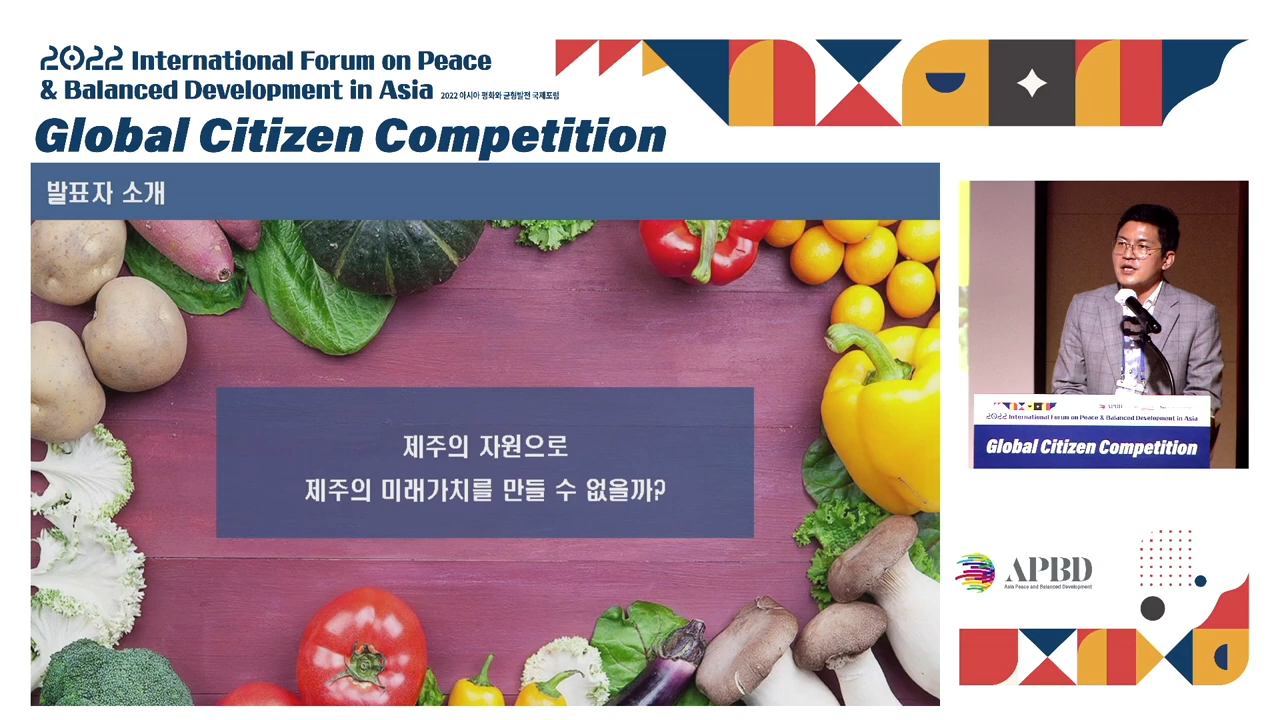 2022 International Forum on Peace
& Balanced Development in Asia 2022 아시아 평화와 균형발전 국제포럼
Global Citizen Competition
발표자 소개
제주의 자원으로
제주의 미래가치를 만들 수 없을까?
APBD
2022 International Forum on Peace & Balanced Development in Asia
Global Citizen Competition
APBD
Asia Peace and Balanced Development